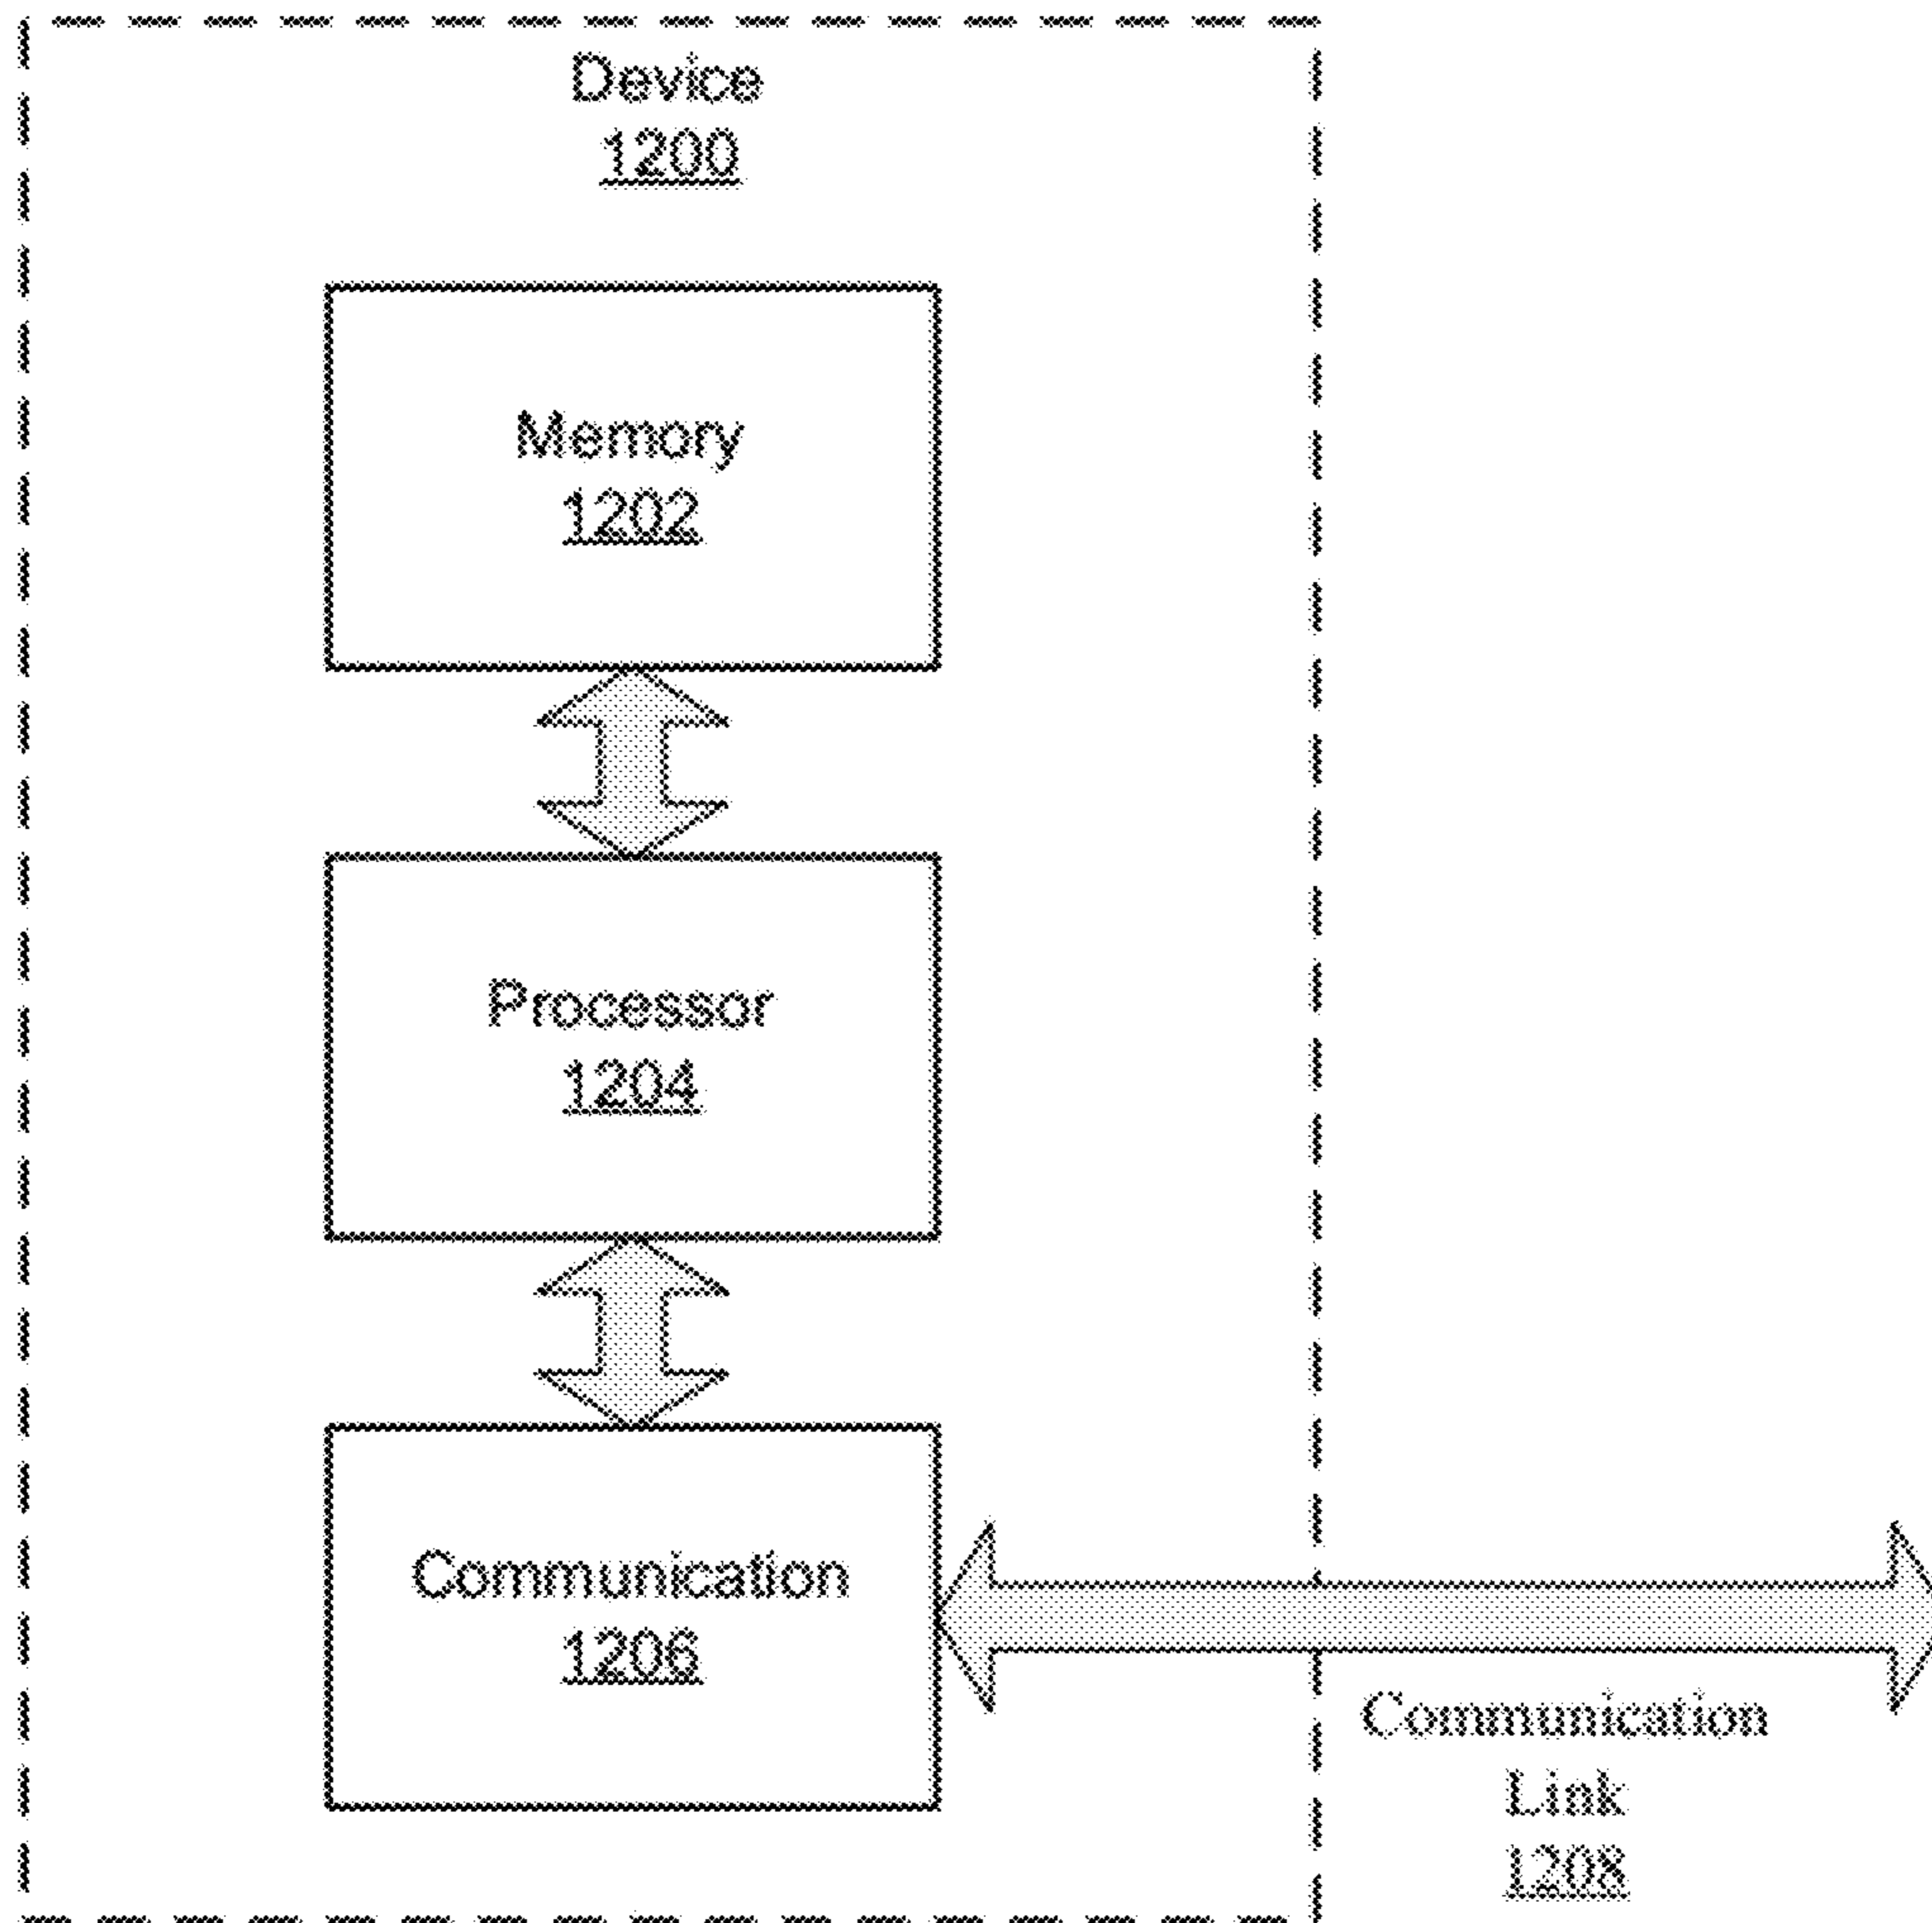 Device
1200
Memory
1202
Processor
1204
Communication
1206
Communication
Link
1208